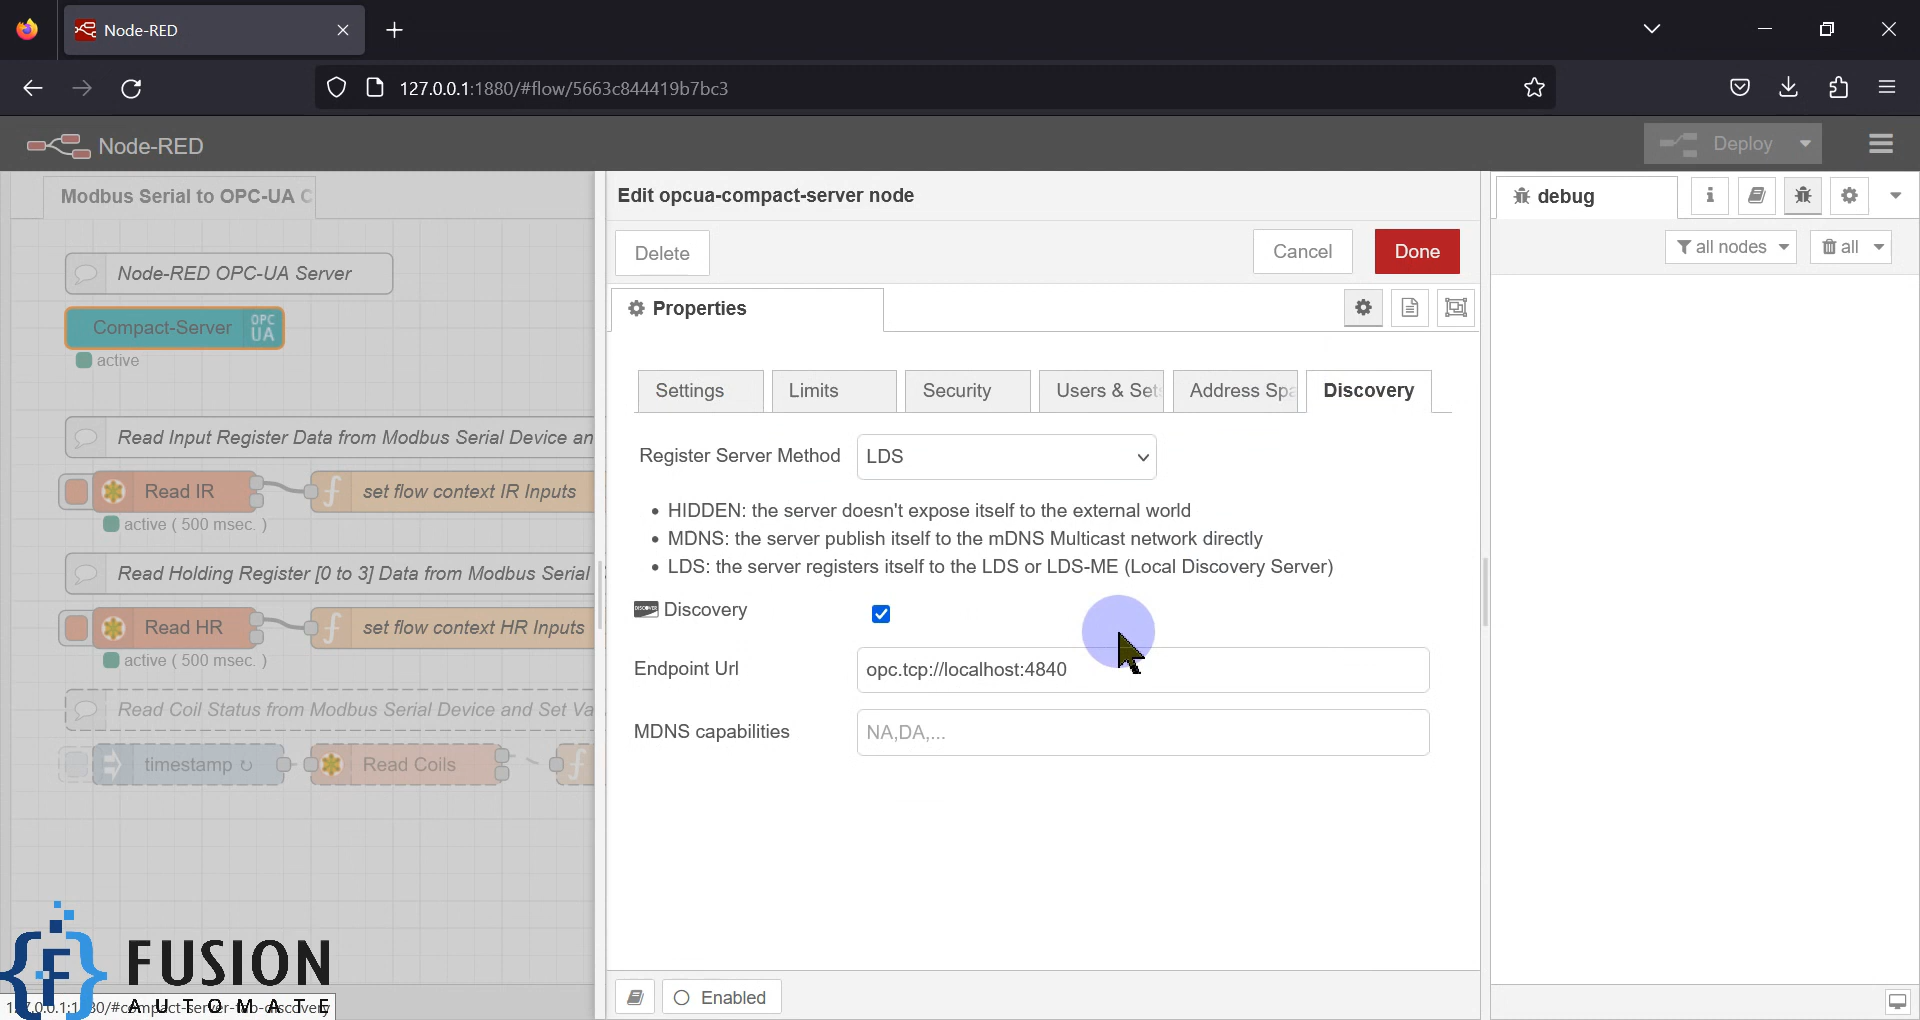 Node-RED
127.0.0.1:1880/#flow/5663c844419b7bc3
Node-RED
Deploy
Modbus Serial to OPC-UA C
Edit opcua-compact-server node
debug
Delete
Cancel
Done
all nodes
all
Node-RED OPC-UA Server
Compact-Server
OPC
UA
active
Properties
Settings
Limits
Security
Users & Sets
Address Spa
Discovery
Register Server Method
LDS
Read Input Register Data from Modbus Serial Device an
Read IR
set flow context IR Inputs
active ( 500 msec. )
• HIDDEN: the server doesn't expose itself to the external world
• MDNS: the server publish itself to the mDNS Multicast network directly
• LDS: the server registers itself to the LDS or LDS-ME (Local Discovery Server)
Read Holding Register [0 to 3] Data from Modbus Serial
Read HR
set flow context HR Inputs
active ( 500 msec. )
DISCOVER
Discovery
Endpoint Url
opc.tcp://localhost:4840
Read Coil Status from Modbus Serial Device and Set Va
MDNS capabilities
NA,DA,...
timestamp ↻
Read Coils
F
FUSION
AUTOMATE
30/#compact-server-tab-discovery
Enabled